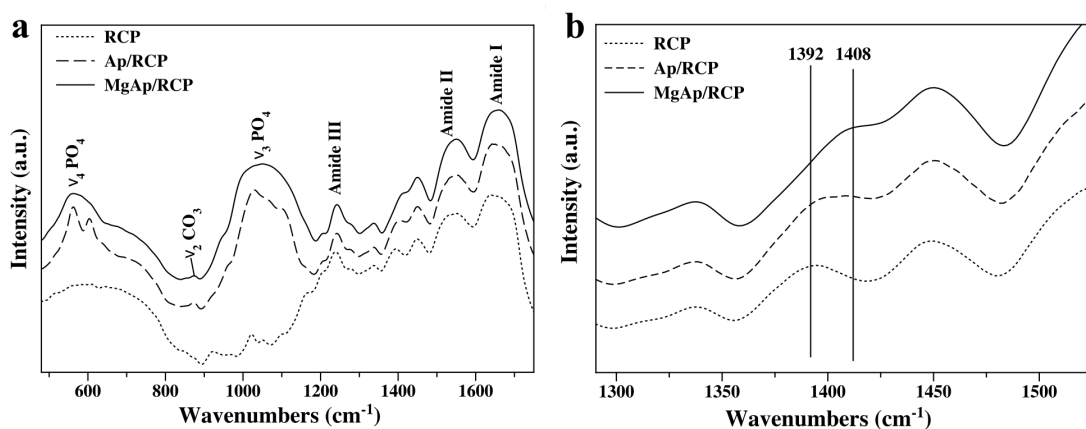 a
RCP
Ap/RCP
MgAp/RCP
ν4 PO4
ν2 CO3
ν3 PO4
Amide III
Amide II
Amide I
Intensity (a.u.)
600 800 1000 1200 1400 1600
Wavenumbers (cm-1)
b
RCP
Ap/RCP
MgAp/RCP
1392 1408
Intensity (a.u.)
1300 1350 1400 1450 1500
Wavenumbers (cm-1)